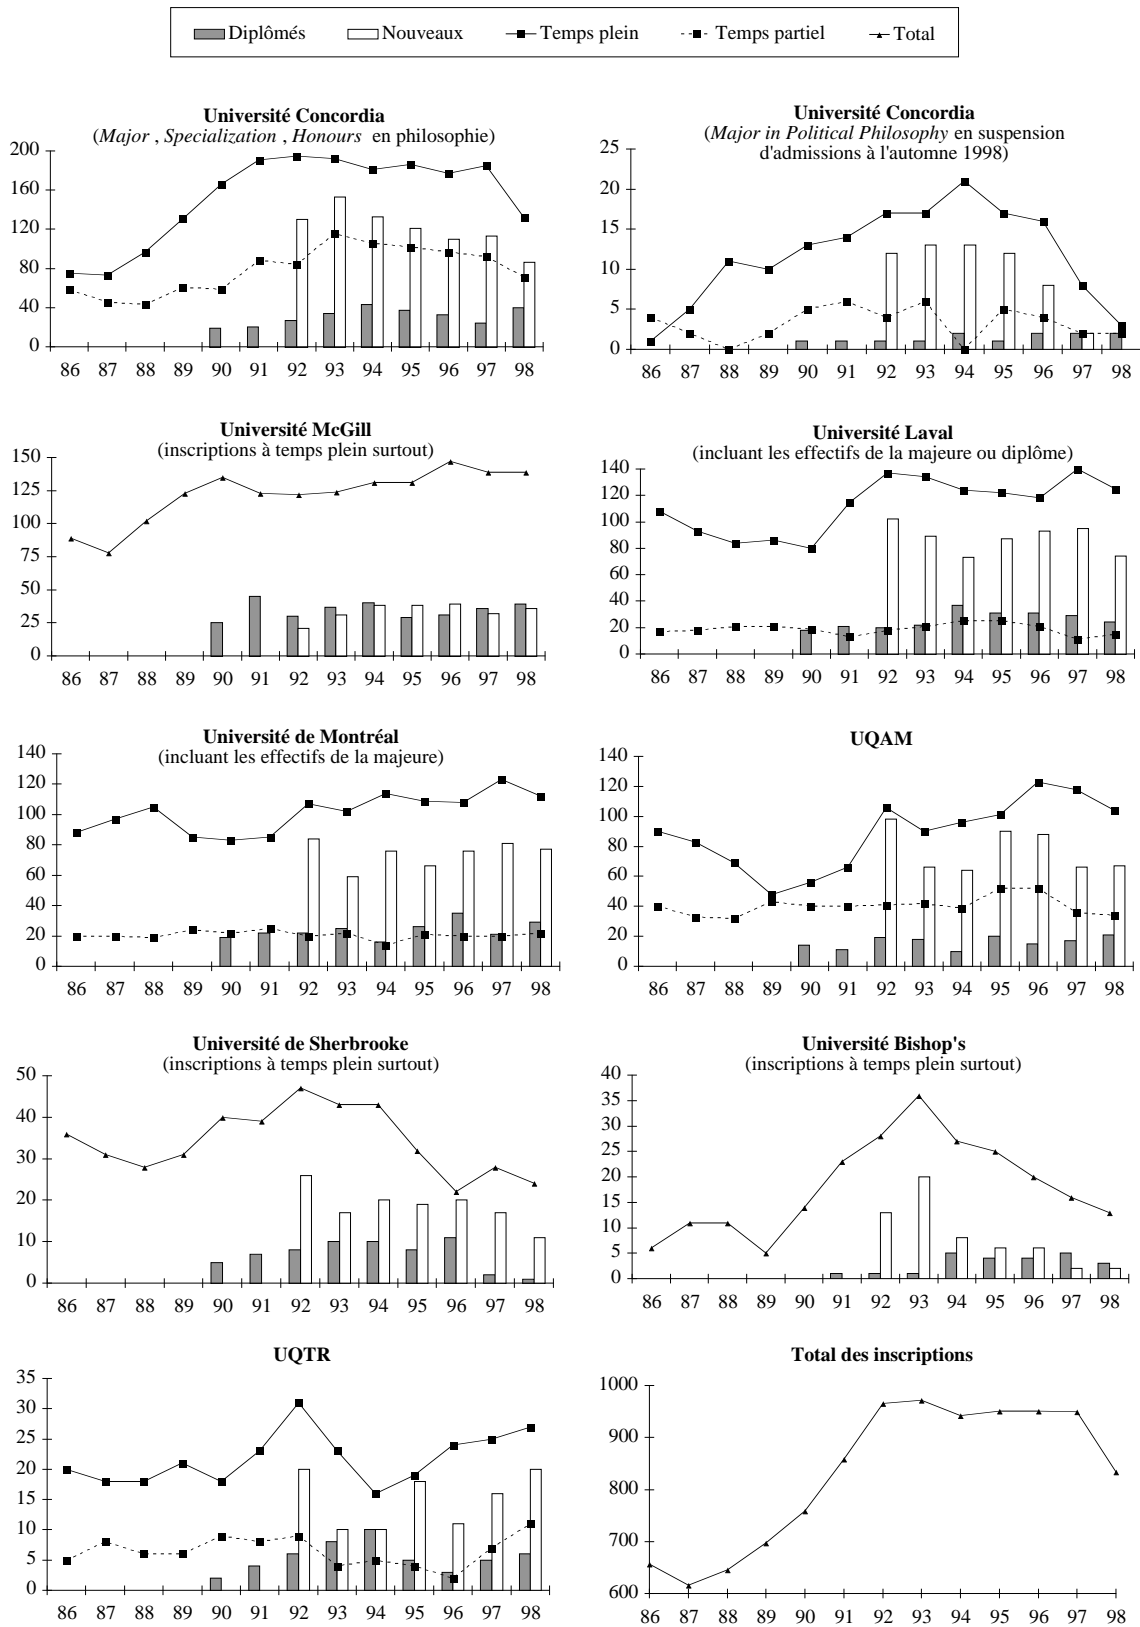 Diplômés Nouveaux Temps plein Temps partiel Total
Université Concordia
(Major , Specialization , Honours en philosophie)
200
160
120
80
40
0
86 87 88 89 90 91 92 93 94 95 96 97 98
Université Concordia
(Major in Political Philosophy en suspension
d'admissions à l'automne 1998)
25
20
15
10
5
0
86 87 88 89 90 91 92 93 94 95 96 97 98
Université McGill
(inscriptions à temps plein surtout)
150
125
100
75
50
25
0
86 87 88 89 90 91 92 93 94 95 96 97 98
Université Laval
(incluant les effectifs de la majeure ou diplôme)
140
120
100
80
60
40
20
0
86 87 88 89 90 91 92 93 94 95 96 97 98
Université de Montréal
(incluant les effectifs de la majeure)
140
120
100
80
60
40
20
0
86 87 88 89 90 91 92 93 94 95 96 97 98
UQAM
140
120
100
80
60
40
20
0
86 87 88 89 90 91 92 93 94 95 96 97 98
Université de Sherbrooke
(inscriptions à temps plein surtout)
50
40
30
20
10
0
86 87 88 89 90 91 92 93 94 95 96 97 98
Université Bishop's
(inscriptions à temps plein surtout)
40
35
30
25
20
15
10
5
0
86 87 88 89 90 91 92 93 94 95 96 97 98
UQTR
35
30
25
20
15
10
5
0
86 87 88 89 90 91 92 93 94 95 96 97 98
Total des inscriptions
1000
900
800
700
600
86 87 88 89 90 91 92 93 94 95 96 97 98